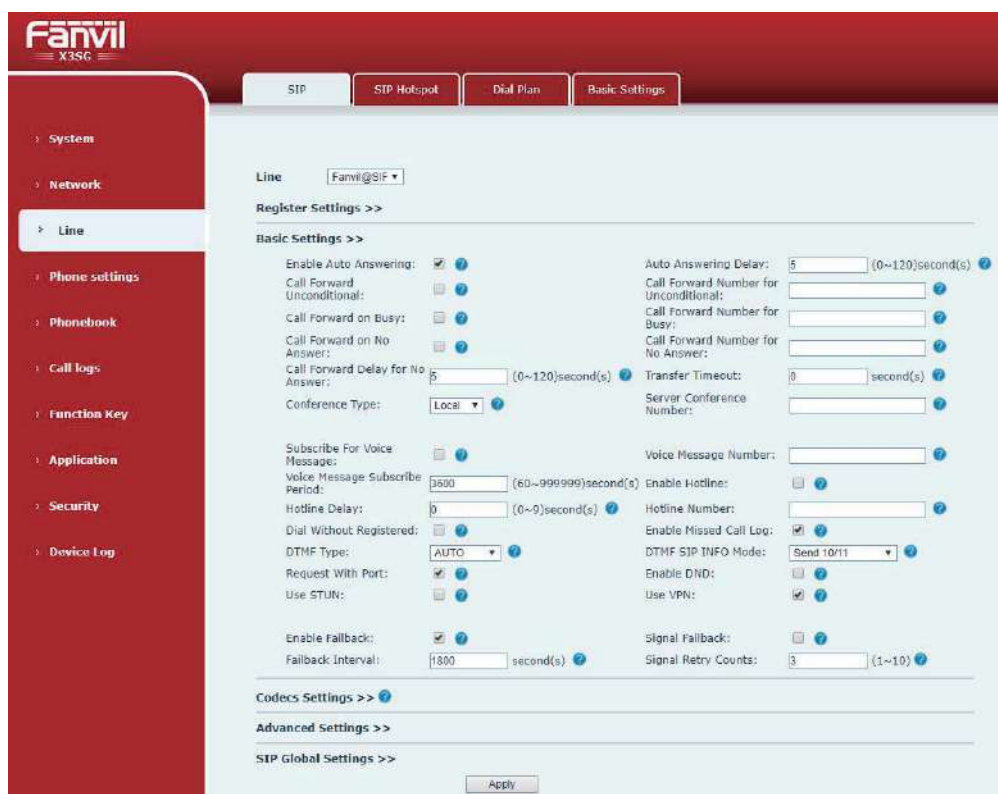 Fanvil
X3SG
SIP
SIP Hotspot
Dial Plan
Basic Settings
› System
› Network
› Line
› Phone settings
› Phonebook
› Call logs
› Function Key
› Application
› Security
› Device Log
Line Fanvil@SIF
Register Settings >>
Basic Settings >>
Enable Auto Answering: Auto Answering Delay: 5 (0~120)second(s)
Call Forward Unconditional: Call Forward Number for Unconditional:
Call Forward on Busy: Call Forward Number for Busy:
Call Forward on No Answer: Call Forward Number for No Answer:
Call Forward Delay for No Answer: 5 (0~120)second(s) Transfer Timeout: 0 second(s)
Conference Type: Local Server Conference Number:
Subscribe For Voice Message: Voice Message Number:
Voice Message Subscribe Period: 3600 (60~999999)second(s) Enable Hotline:
Hotline Delay: 0 (0~9)second(s) Hotline Number:
Dial Without Registered: Enable Missed Call Log:
DTMF Type: AUTO DTMF SIP INFO Mode: Send 10/11
Request With Port: Enable DND:
Use STUN: Use VPN:
Enable Failback: Signal Failback:
Failback Interval: 1800 second(s) Signal Retry Counts: 3 (1~10)
Codecs Settings >>
Advanced Settings >>
SIP Global Settings >>
Apply